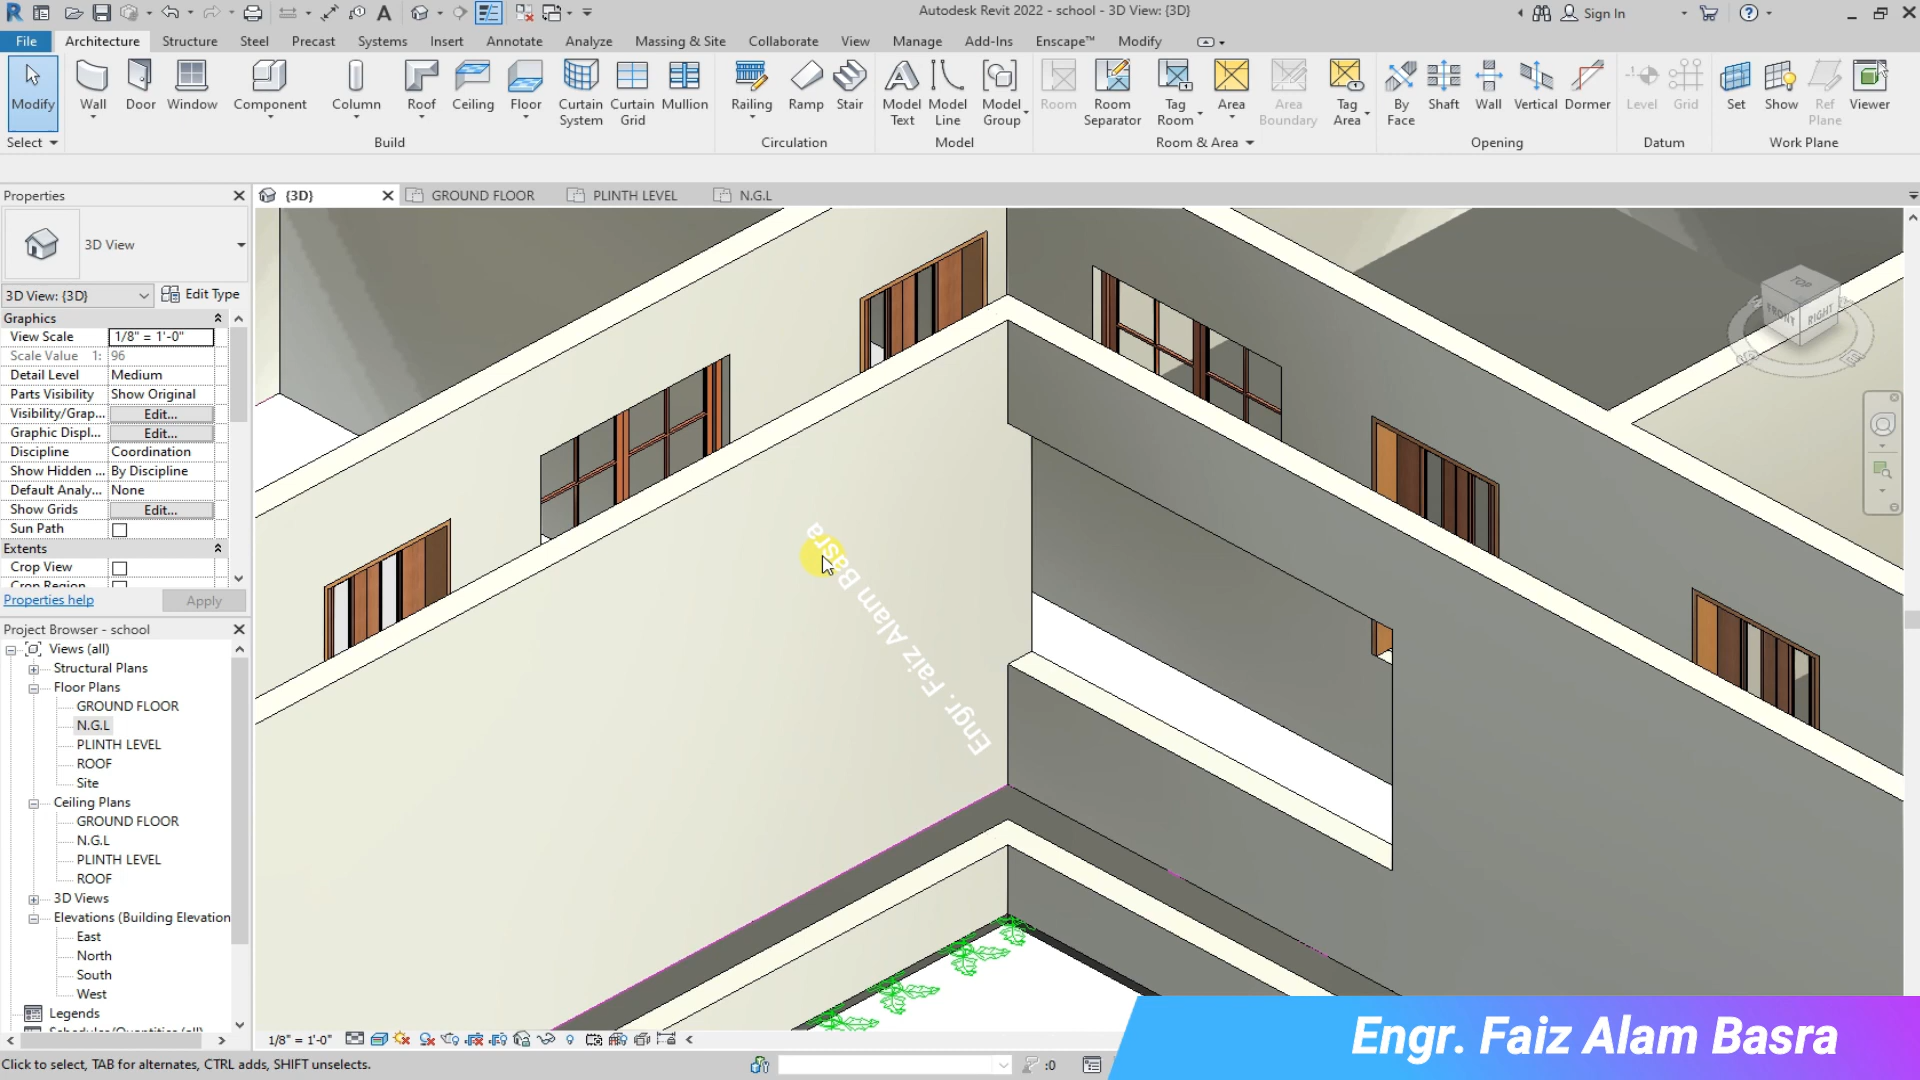 Autodesk Revit 2022 - school - 3D View: {3D}
Sign In
File Architecture Structure Steel Precast Systems Insert Annotate Analyze Massing & Site Collaborate View Manage Add-Ins Enscape™ Modify
Modify
Wall
Door
Window
Component
Column
Roof
Ceiling
Floor
Curtain System
Curtain Grid
Mullion
Railing
Ramp
Stair
Model Text
Model Line
Model Group
Room
Room Separator
Tag Room
Area
Area Boundary
Tag Area
By Face
Shaft
Wall
Vertical
Dormer
Level
Grid
Set
Show
Ref Plane
Viewer
Select
Build
Circulation
Model
Room & Area
Opening
Datum
Work Plane
Properties
{3D}
GROUND FLOOR
PLINTH LEVEL
N.G.L
3D View
3D View: {3D}
Edit Type
Graphics
View Scale 1/8" = 1'-0"
Scale Value 1: 96
Detail Level Medium
Parts Visibility Show Original
Visibility/Grap... Edit...
Graphic Displ... Edit...
Discipline Coordination
Show Hidden ... By Discipline
Default Analy... None
Show Grids Edit...
Sun Path
Extents
Crop View
Crop Region
Properties help
Apply
Project Browser - school
Views (all)
Structural Plans
Floor Plans
GROUND FLOOR
N.G.L
PLINTH LEVEL
ROOF
Site
Ceiling Plans
GROUND FLOOR
N.G.L
PLINTH LEVEL
ROOF
3D Views
Elevations (Building Elevation
East
North
South
West
Legends
Schedules/Quantities (all)
TOP
FRONT
RIGHT
Engr. Faiz Alam Basra
1/8" = 1'-0"
Click to select, TAB for alternates, CTRL adds, SHIFT unselects.
:0
Engr. Faiz Alam Basra